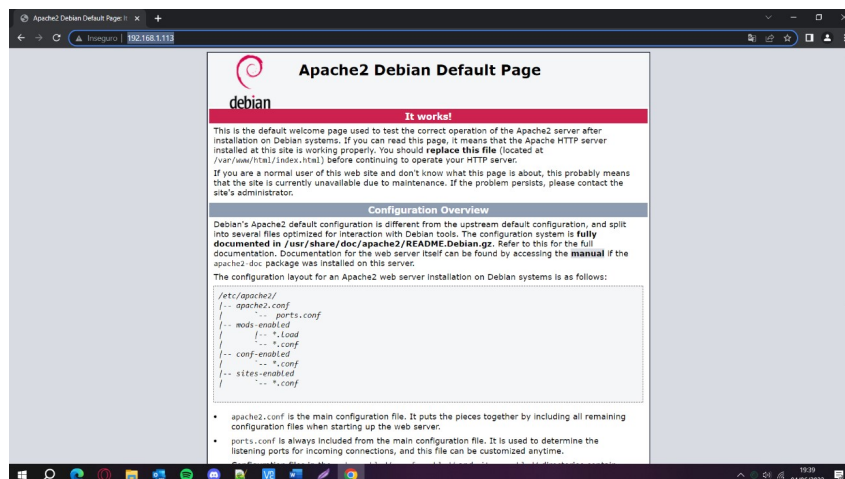 Apache2 Debian Default Page: It
Inseguro | 192.168.1.113
Apache2 Debian Default Page
debian
It works!
This is the default welcome page used to test the correct operation of the Apache2 server after
installation on Debian systems. If you can read this page, it means that the Apache HTTP server
installed at this site is working properly. You should replace this file (located at
/var/www/html/index.html) before continuing to operate your HTTP server.
If you are a normal user of this web site and don't know what this page is about, this probably means
that the site is currently unavailable due to maintenance. If the problem persists, please contact the
site's administrator.
Configuration Overview
Debian's Apache2 default configuration is different from the upstream default configuration, and split
into several files optimized for interaction with Debian tools. The configuration system is fully
documented in /usr/share/doc/apache2/README.Debian.gz. Refer to this for the full
documentation. Documentation for the web server itself can be found by accessing the manual if the
apache2-doc package was installed on this server.
The configuration layout for an Apache2 web server installation on Debian systems is as follows:
/etc/apache2/
|-- apache2.conf
|       `--  ports.conf
|-- mods-enabled
|       |-- *.load
|       `-- *.conf
|-- conf-enabled
|       `-- *.conf
|-- sites-enabled
|       `-- *.conf
• apache2.conf is the main configuration file. It puts the pieces together by including all remaining
configuration files when starting up the web server.
• ports.conf is always included from the main configuration file. It is used to determine the
listening ports for incoming connections, and this file can be customized anytime.
19:39